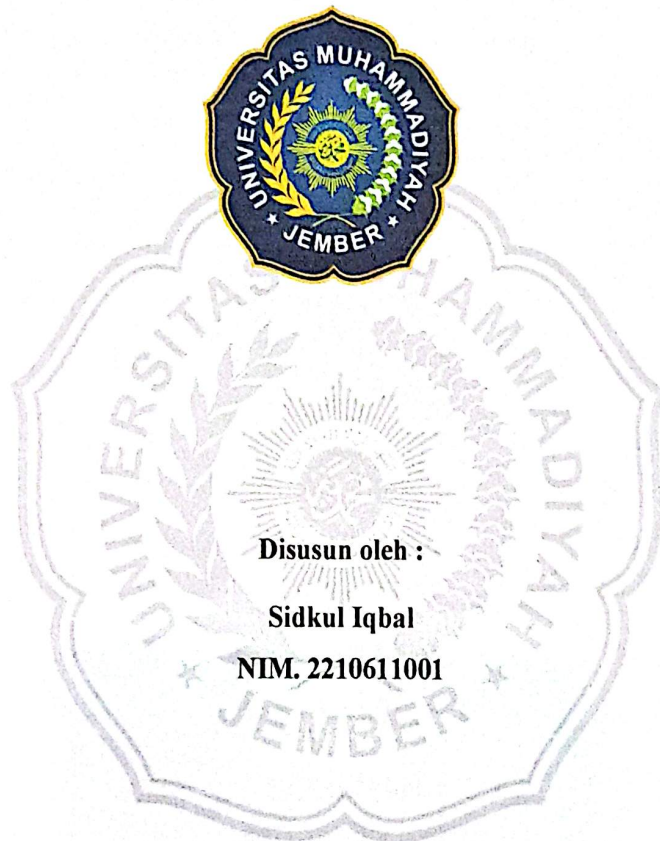 UNIVERSITAS MUHAMMADIYAH
JEMBER
UNIVERSITAS MUHAMMADIYAH
Disusun oleh :
Sidkul Iqbal
NIM. 2210611001
JEMBER